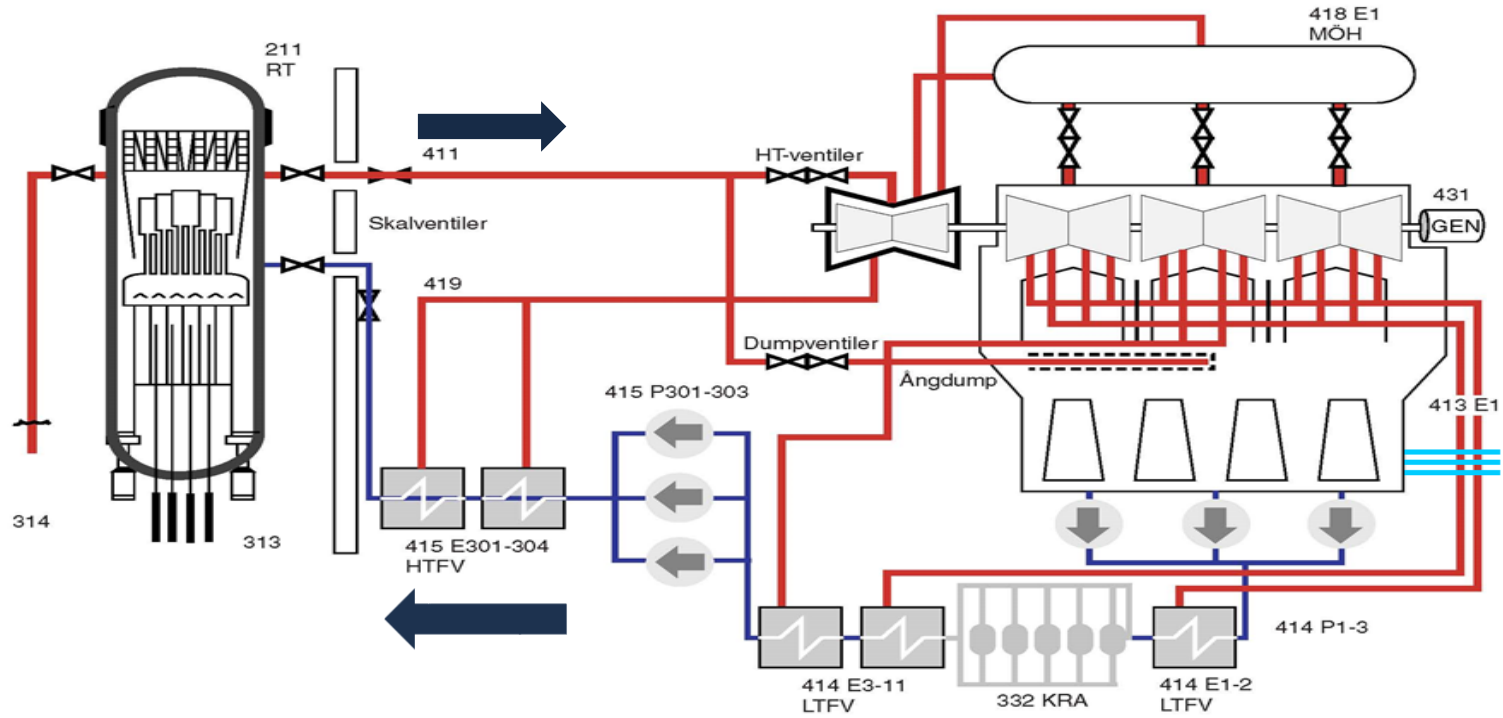 418 E1
MÖH
211
RT
411
HT-ventiler
431
GEN
Skalventiler
419
Dumpventiler
Ångdump
415 P301-303
413 E1
314
313
415 E301-304
HTFV
414 P1-3
414 E3-11
LTFV
332 KRA
414 E1-2
LTFV